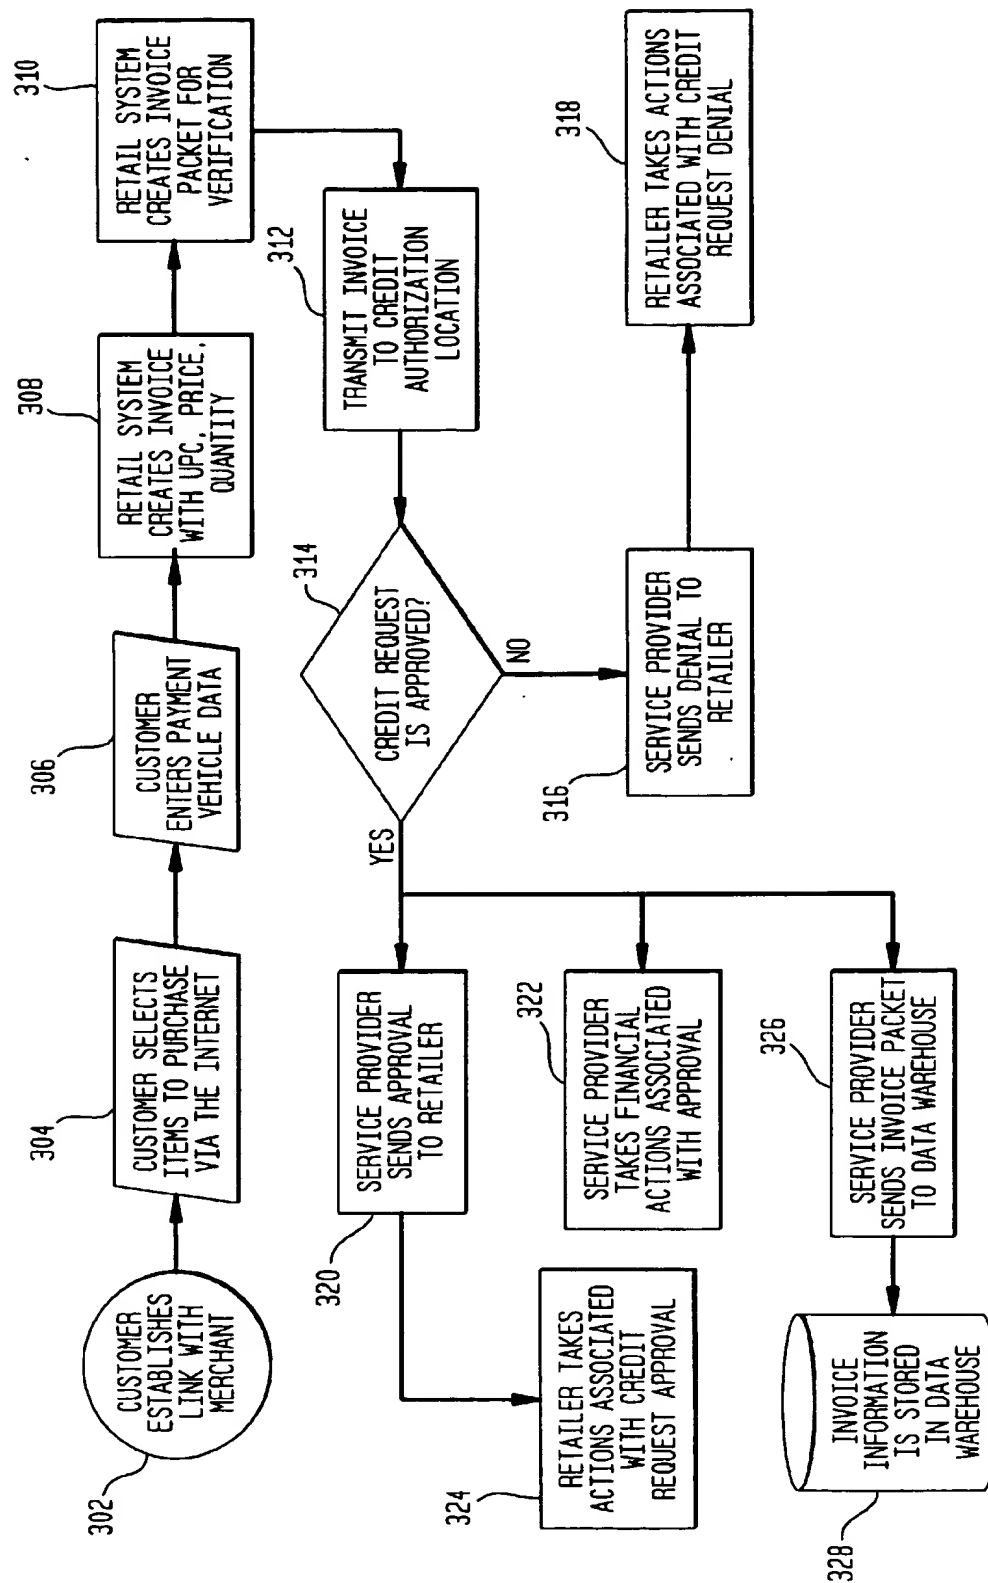 302
CUSTOMER
ESTABLISHES
LINK WITH
MERCHANT
304
CUSTOMER SELECTS
ITEMS TO PURCHASE
VIA THE INTERNET
306
CUSTOMER
ENTERS PAYMENT
VEHICLE DATA
308
RETAIL SYSTEM
CREATES INVOICE
WITH UPC, PRICE,
QUANTITY
310
RETAIL SYSTEM
CREATES INVOICE
PACKET FOR
VERIFICATION
312
TRANSMIT INVOICE
TO CREDIT
AUTHORIZATION
LOCATION
314
CREDIT REQUEST
IS APPROVED?
NO
316
SERVICE PROVIDER
SENDS DENIAL TO
RETAILER
318
RETAILER TAKES ACTIONS
ASSOCIATED WITH CREDIT
REQUEST DENIAL
YES
320
SERVICE PROVIDER
SENDS APPROVAL
TO RETAILER
322
SERVICE PROVIDER
TAKES FINANCIAL
ACTIONS ASSOCIATED
WITH APPROVAL
324
RETAILER TAKES
ACTIONS ASSOCIATED
WITH CREDIT
REQUEST APPROVAL
326
SERVICE PROVIDER
SENDS INVOICE PACKET
TO DATA WAREHOUSE
328
INVOICE
INFORMATION
IS STORED
IN DATA
WAREHOUSE